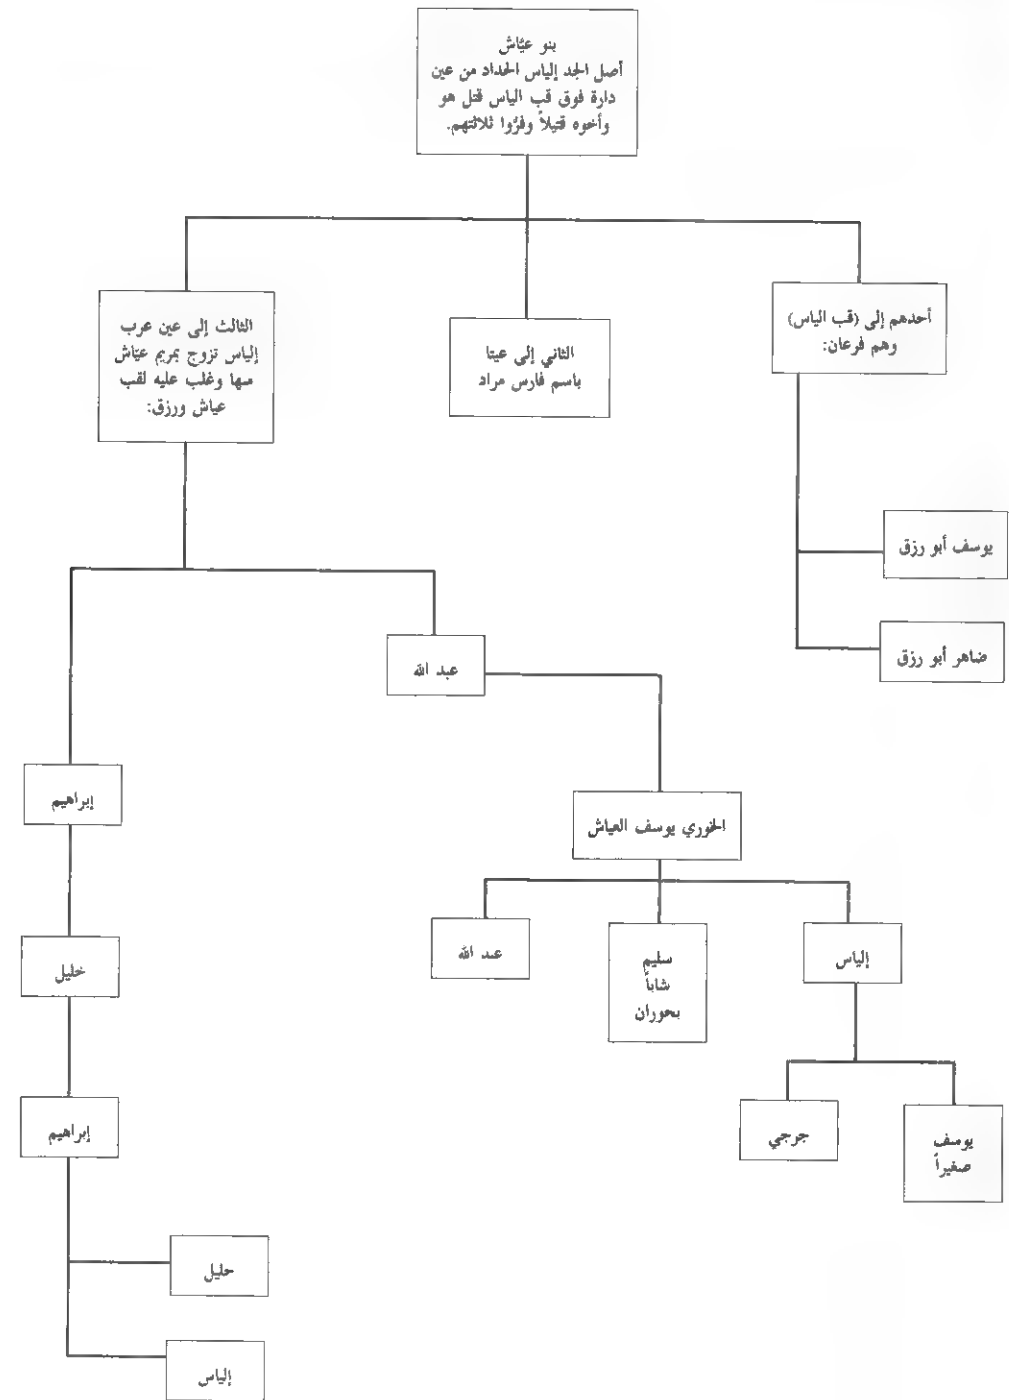 بنو عيّاش
أصل الجد إلياس الحداد من عين
دارة فوق قب الياس قتل هو
وأخوه قتيلاً وفرّوا ثلاثتهم.
أحدهم إلى (قب الياس)
وهم فرعان:
الثاني إلى عيتا
باسم فارس مراد
الثالث إلى عين عرب
إلياس تزوج بمريم عيّاش
منها وغلب عليه لقب
عياش ورزق:
يوسف أبو رزق
ضاهر أبو رزق
عبد الله
إبراهيم
الخوري يوسف العياش
إلياس
سليم
شاباً
بحوران
عبد الله
خليل
يوسف
صغيراً
جرجي
إبراهيم
خليل
إلياس